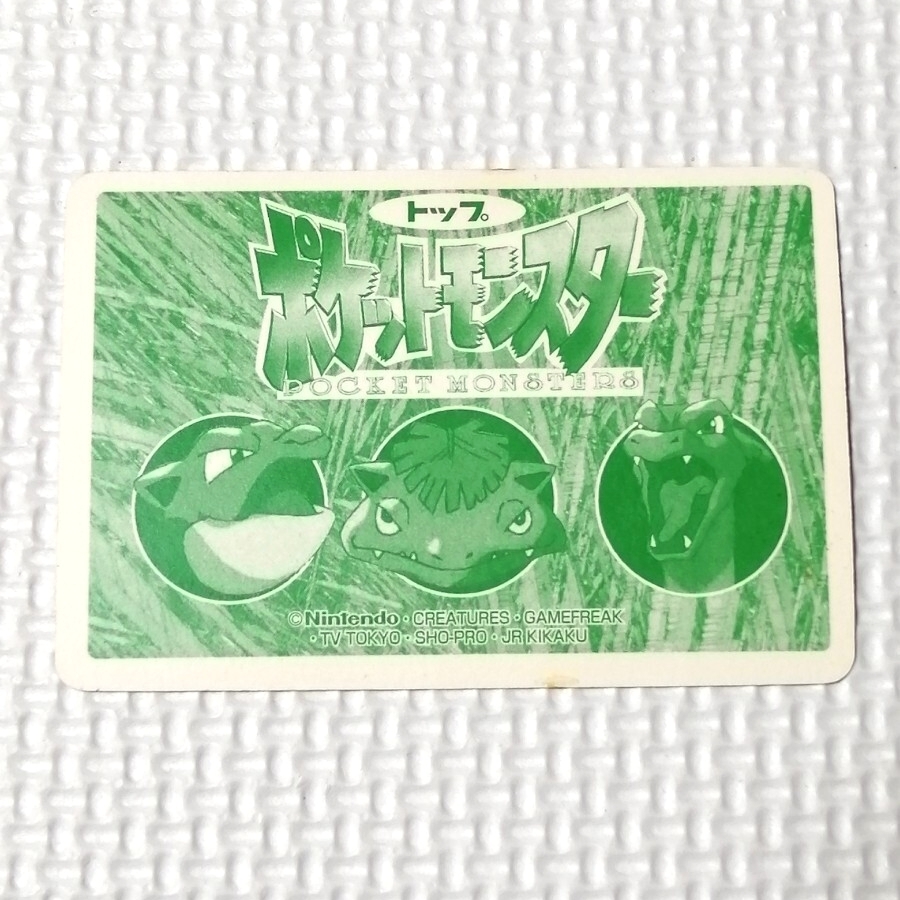 トップ。
ポケットモンスター
POCKET MONSTERS
©Nintendo・CREATURES・GAMEFREAK
・TV TOKYO・SHO-PRO・JR KIKAKU